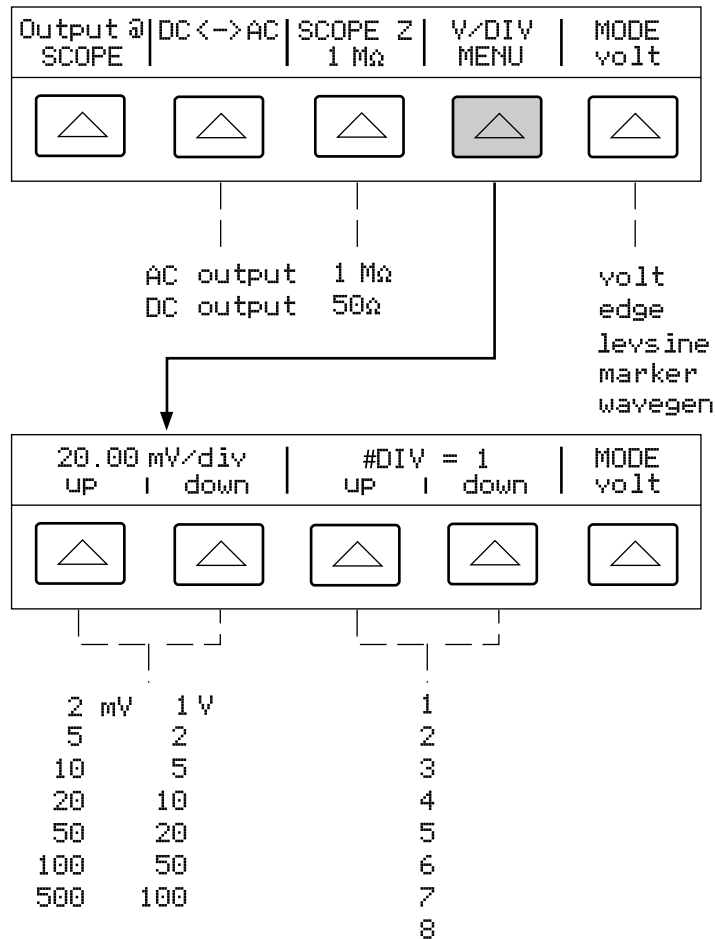 Output @ DC<->AC SCOPE Z V/DIV MODE
SCOPE 1 MΩ MENU volt
AC output 1 MΩ volt
DC output 50Ω edge
levsine
marker
wavegen
20.00 mV/div #DIV = 1 MODE
up down up down volt
2 mV 1 V 1
5 2 2
10 5 3
20 10 4
50 20 5
100 50 6
500 100 7
8